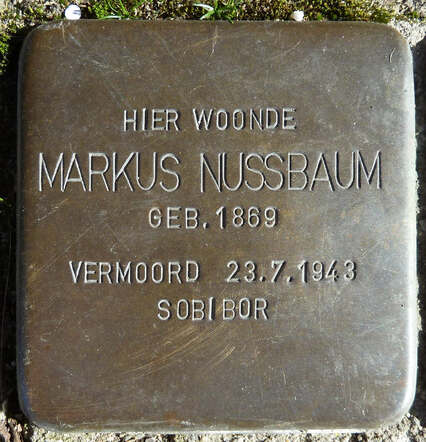 HIER WOONDE
MARKUS NUSSBAUM
GEB. 1869
VERMOORD 23.7.1943
SOBIBOR